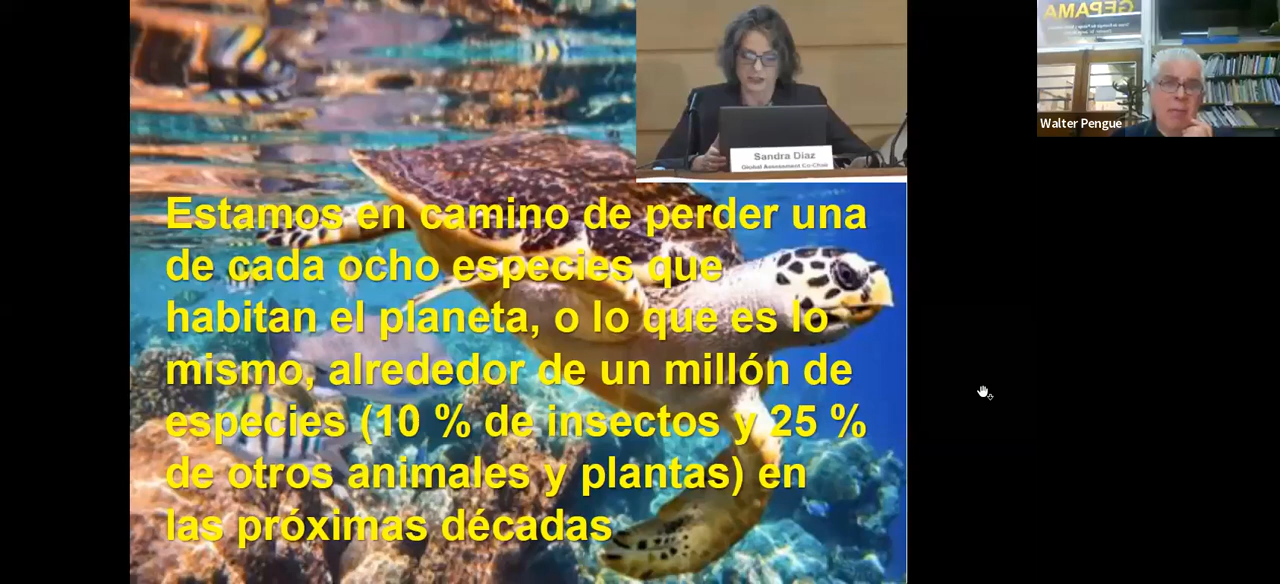 Sandra Diaz
Global Assessment Co-Chair
Estamos en camino de perder una
de cada ocho especies que
habitan el planeta, o lo que es lo
mismo, alrededor de un millón de
especies (10 % de insectos y 25 %
de otros animales y plantas) en
las próximas décadas
GEPAMA
Walter Pengue